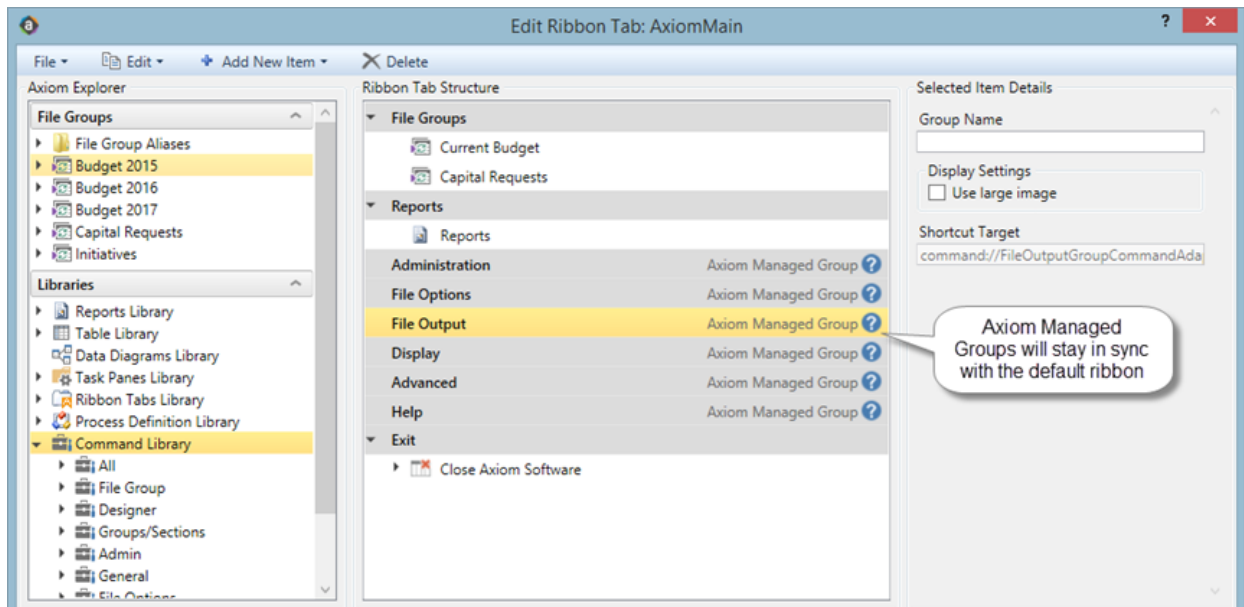 Edit Ribbon Tab: AxiomMain
?
File
Edit
Add New Item
Delete
Axiom Explorer
File Groups
File Group Aliases
Budget 2015
Budget 2016
Budget 2017
Capital Requests
Initiatives
Libraries
Reports Library
Table Library
Data Diagrams Library
Task Panes Library
Ribbon Tabs Library
Process Definition Library
Command Library
All
File Group
Designer
Groups/Sections
Admin
General
File Options
Ribbon Tab Structure
File Groups
Current Budget
Capital Requests
Reports
Reports
Administration Axiom Managed Group ?
File Options Axiom Managed Group ?
File Output Axiom Managed Group ?
Display Axiom Managed Group ?
Advanced Axiom Managed Group ?
Help Axiom Managed Group ?
Exit
Close Axiom Software
Selected Item Details
Group Name
Display Settings
Use large image
Shortcut Target
command://FileOutputGroupCommandAda
Axiom Managed
Groups will stay in sync
with the default ribbon